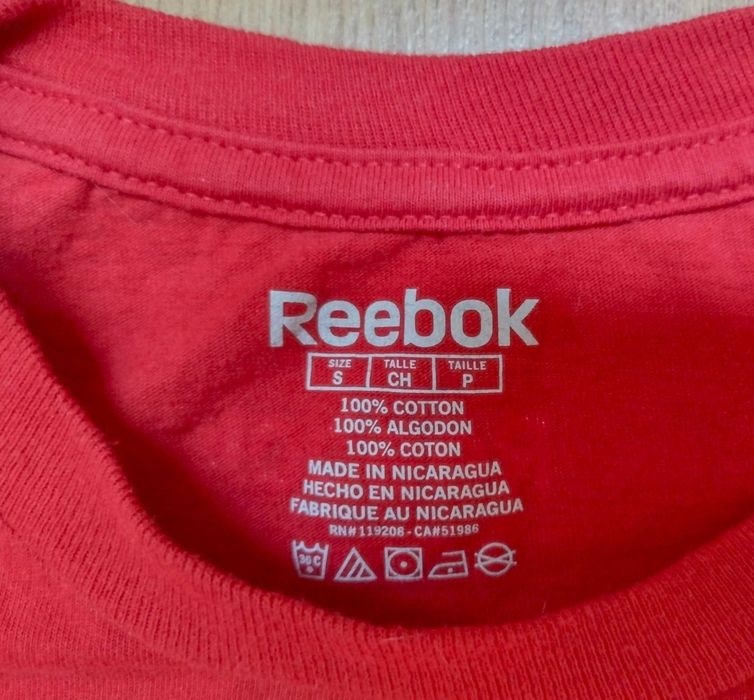 Reebok
SIZE TALLE TAILLE
S CH P
100% COTTON
100% ALGODON
100% COTON
MADE IN NICARAGUA
HECHO EN NICARAGUA
FABRIQUE AU NICARAGUA
RN# 119208 - CA# 51986
30 C